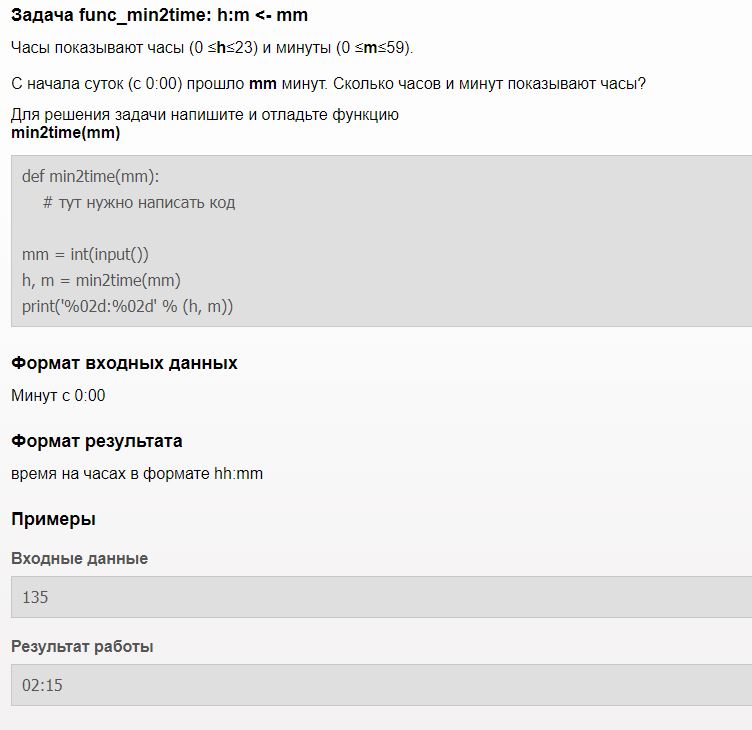 Задача func_min2time: h:m <- mm
Часы показывают часы (0 ≤h≤23) и минуты (0 ≤m≤59).
С начала суток (с 0:00) прошло mm минут. Сколько часов и минут показывают часы?
Для решения задачи напишите и отладьте функцию
min2time(mm)
def min2time(mm):
    # тут нужно написать код
mm = int(input())
h, m = min2time(mm)
print('%02d:%02d' % (h, m))
Формат входных данных
Минут с 0:00
Формат результата
время на часах в формате hh:mm
Примеры
Входные данные
135
Результат работы
02:15